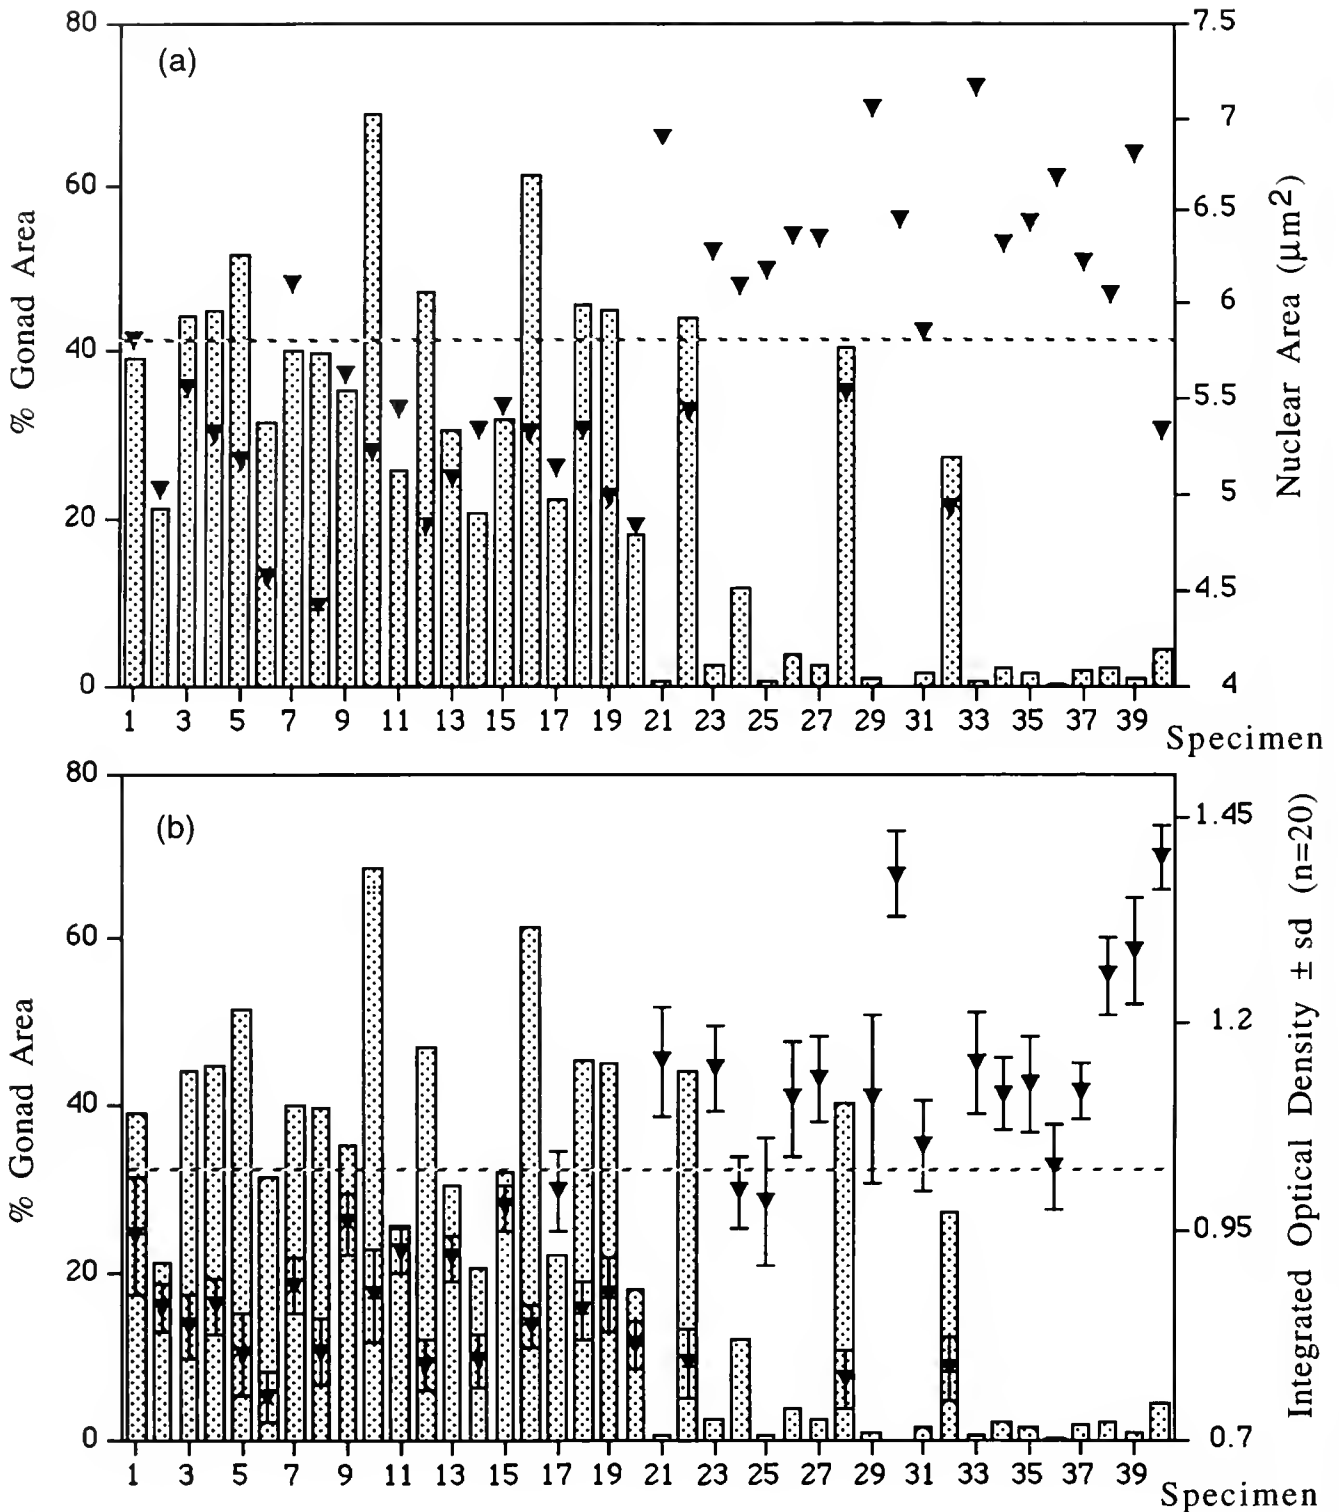 (a)
80
60
40
20
0
% Gonad Area
7.5
7
6.5
6
5.5
5
4.5
4
Nuclear Area (µm2)
1 3 5 7 9 11 13 15 17 19 21 23 25 27 29 31 33 35 37 39
Specimen
(b)
80
60
40
20
0
% Gonad Area
1.45
1.2
0.95
0.7
Integrated Optical Density ± sd (n=20)
1 3 5 7 9 11 13 15 17 19 21 23 25 27 29 31 33 35 37 39
Specimen